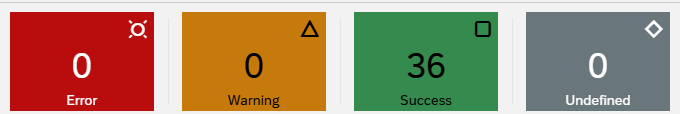 0
Error
0
Warning
36
Success
0
Undefined